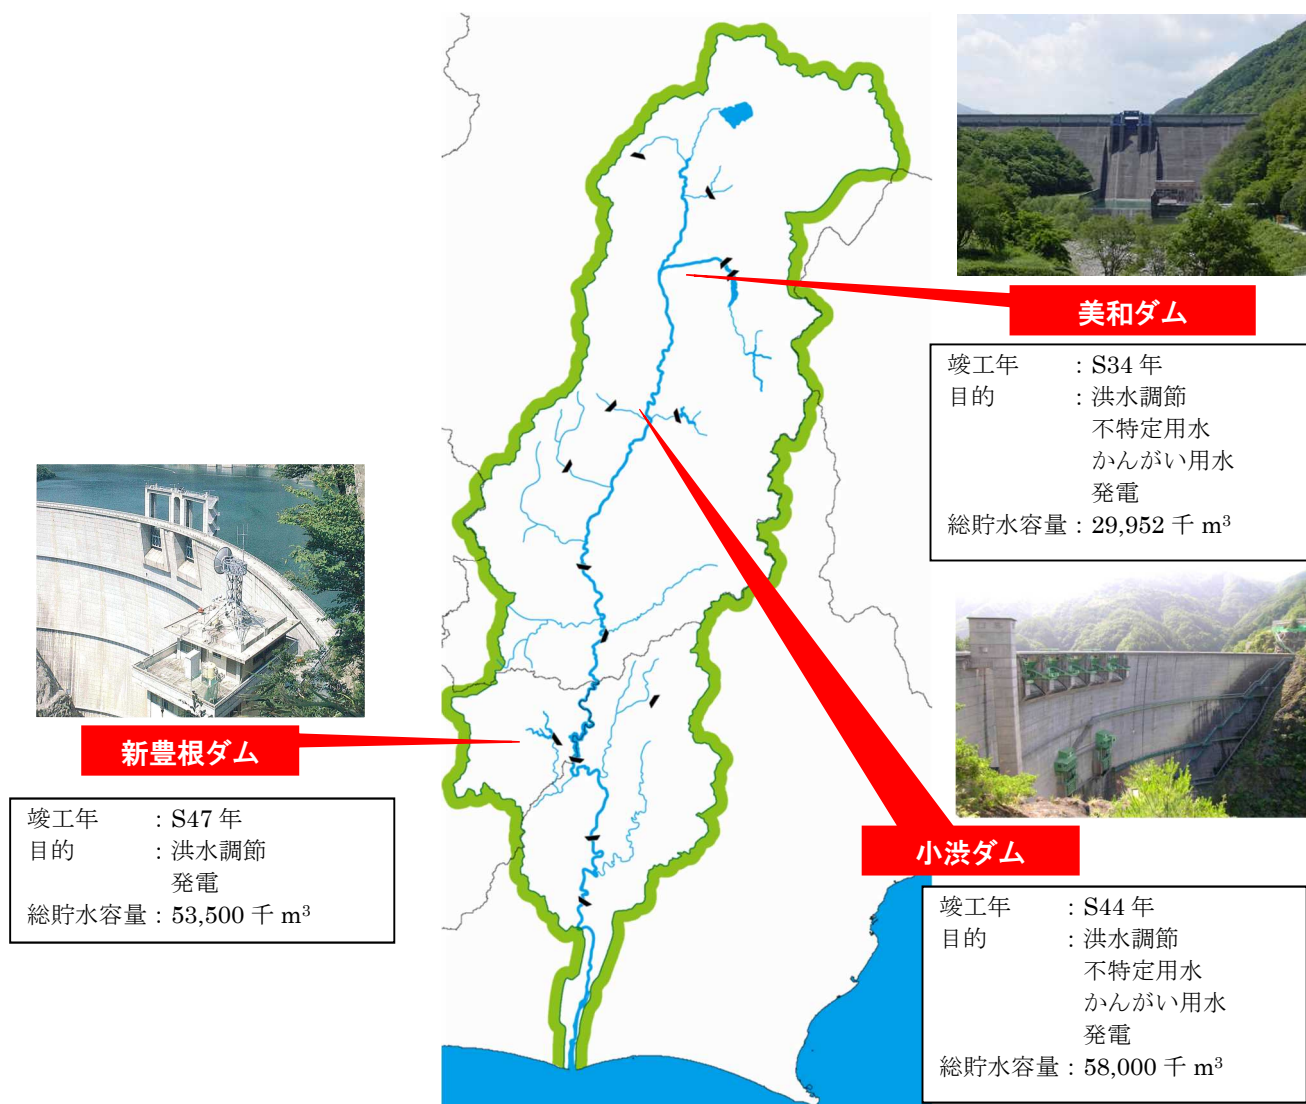 美和ダム
竣工年 ：S34 年
目的 ：洪水調節
不特定用水
かんがい用水
発電
総貯水容量：29,952 千 m³
新豊根ダム
竣工年 ：S47 年
目的 ：洪水調節
発電
総貯水容量：53,500 千 m³
小渋ダム
竣工年 ：S44 年
目的 ：洪水調節
不特定用水
かんがい用水
発電
総貯水容量：58,000 千 m³